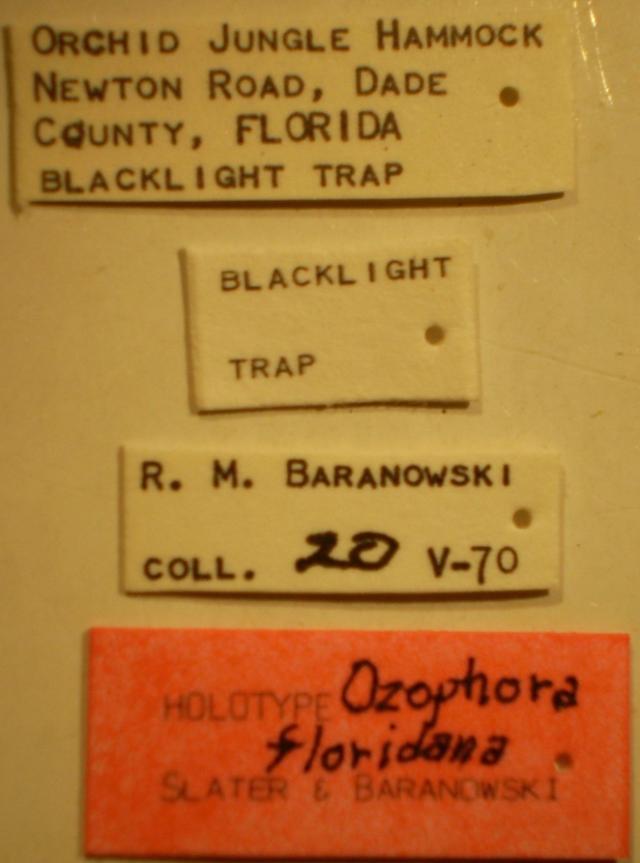 ORCHID JUNGLE HAMMOCK
NEWTON ROAD, DADE
COUNTY, FLORIDA
BLACKLIGHT TRAP
BLACKLIGHT
TRAP
R. M. BARANOWSKI
COLL. 20 V-70
HOLOTYPE Ozophora
floridana
SLATER & BARANOWSKI